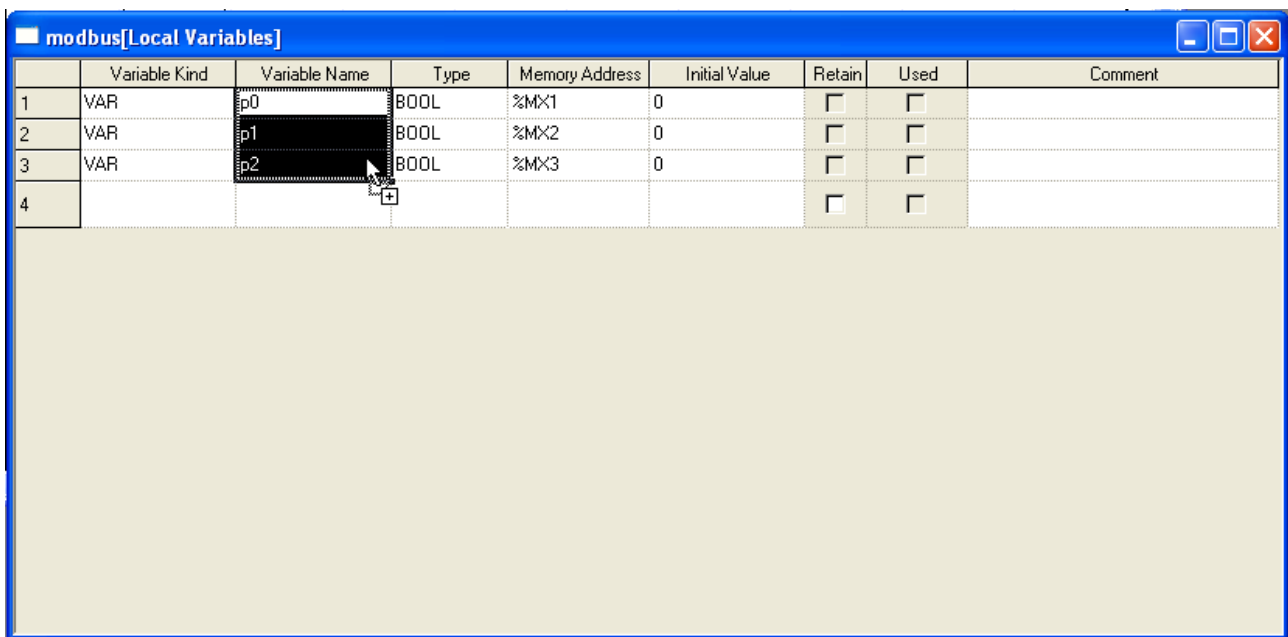 modbus[Local Variables]
Variable Kind Variable Name Type Memory Address Initial Value Retain Used Comment
1 VAR p0 BOOL %MX1 0
2 VAR p1 BOOL %MX2 0
3 VAR p2 BOOL %MX3 0
4